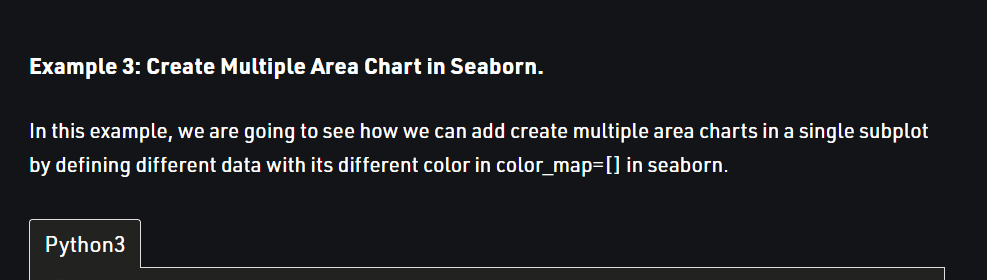 Example 3: Create Multiple Area Chart in Seaborn.
In this example, we are going to see how we can add create multiple area charts in a single subplot
by defining different data with its different color in color_map=[] in seaborn.
Python3